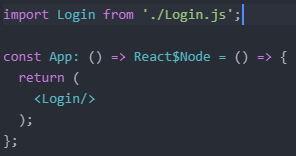 import Login from './Login.js';
const App: () => React$Node = () => {
return (
<Login/>
);
};